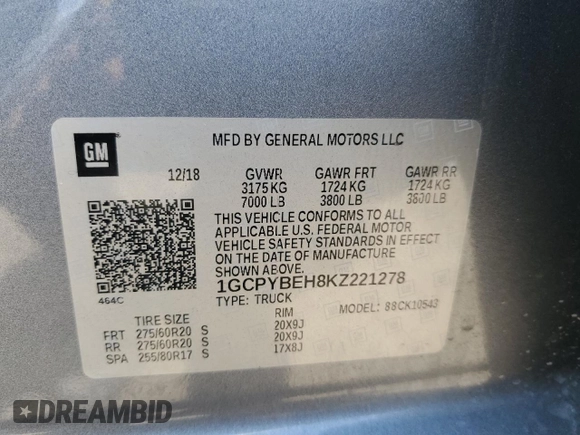 GM
MFD BY GENERAL MOTORS LLC
12/18 GVWR GAWR FRT GAWR RR
3175 KG 1724 KG 1724 KG
7000 LB 3800 LB 3800 LB
THIS VEHICLE CONFORMS TO ALL
APPLICABLE U.S. FEDERAL MOTOR
VEHICLE SAFETY STANDARDS IN EFFECT
ON THE DATE OF MANUFACTURE
SHOWN ABOVE.
464C
1GCPYBEH8KZ221278
TYPE: TRUCK MODEL: 88CK10543
TIRE SIZE RIM
FRT 275/60R20 S 20X9J
RR 275/60R20 S 20X9J
SPA 255/80R17 S 17X8J
DREAMBID